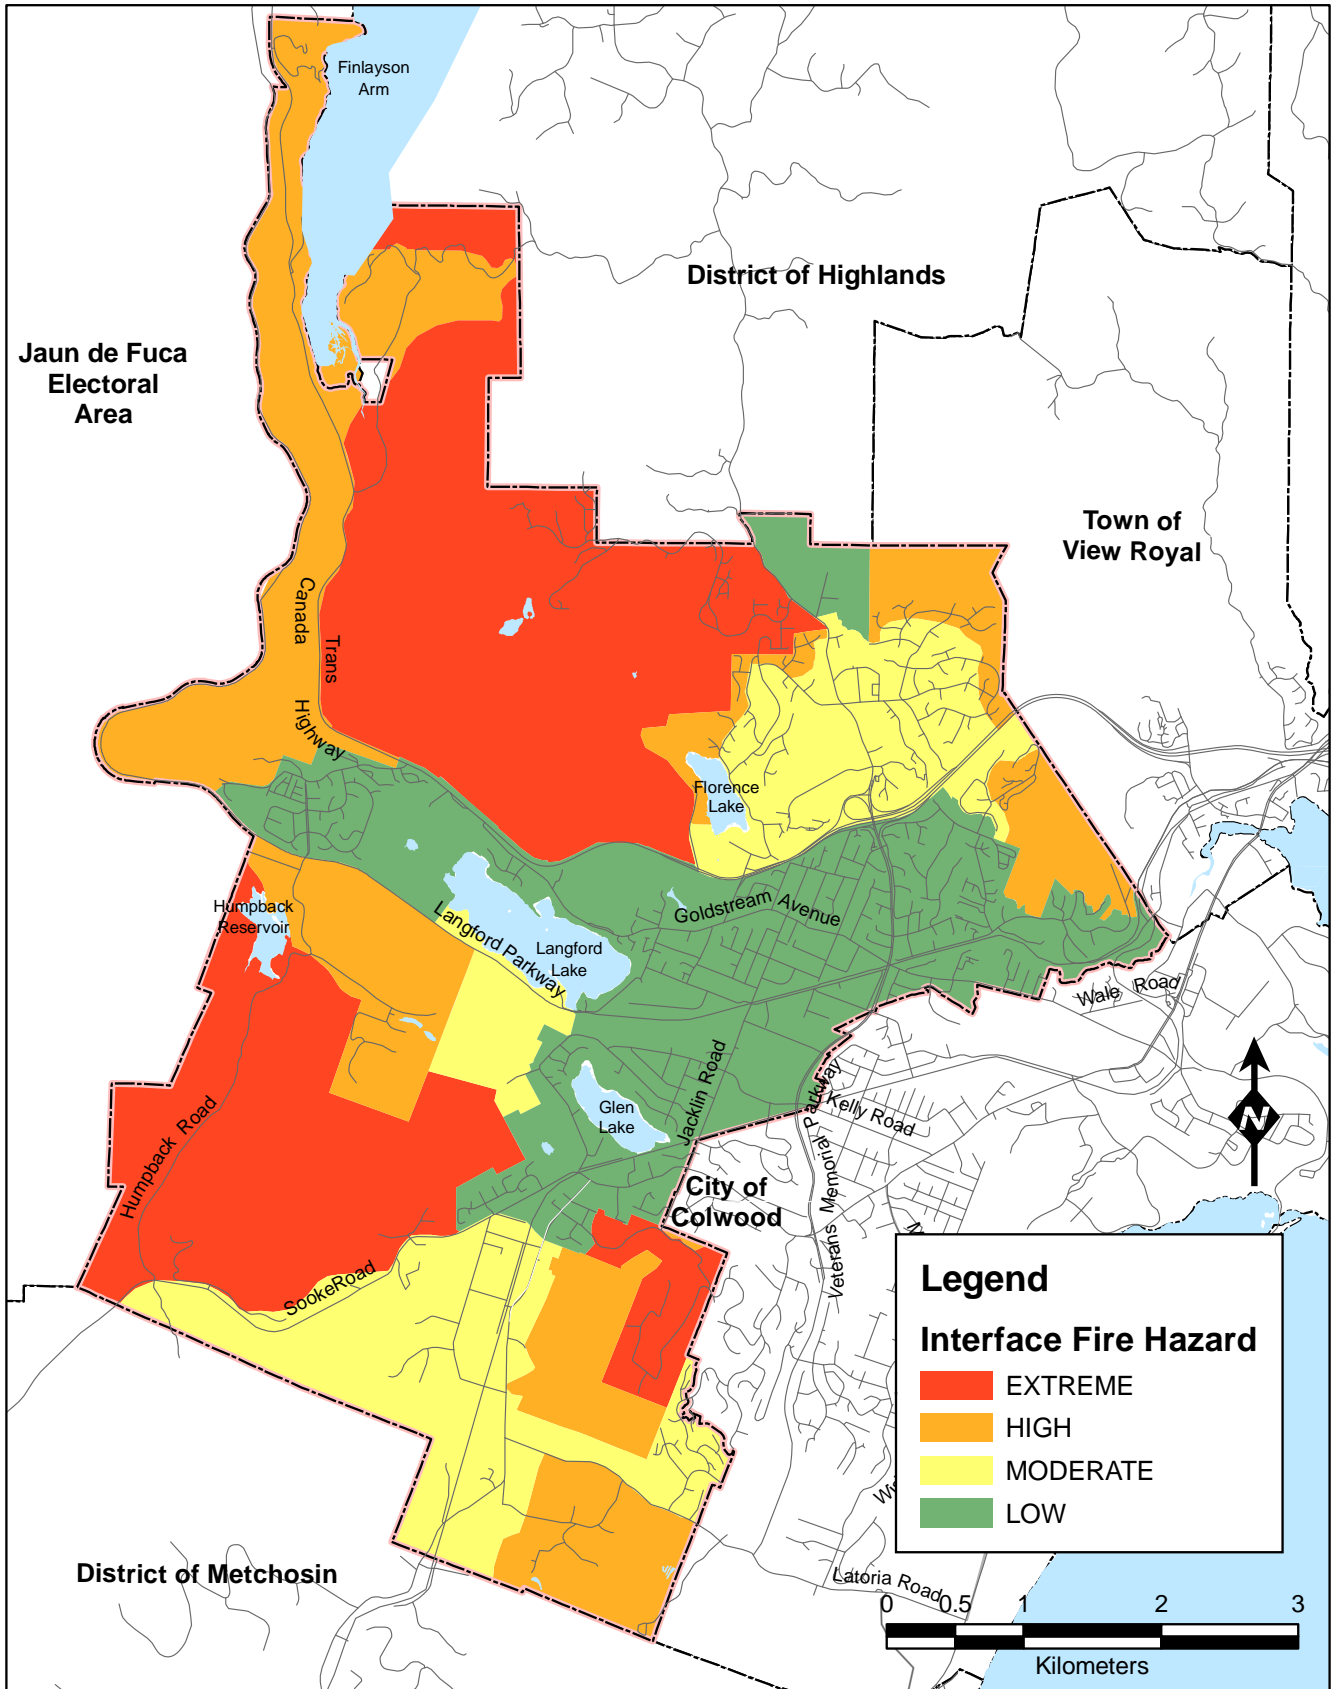 Finlayson
Arm
District of Highlands
Jaun de Fuca
Electoral
Area
Town of
View Royal
Canada
Trans
Highway
Florence
Lake
Goldstream Avenue
Humpback
Reservoir
Langford Parkway
Langford
Lake
Wale Road
Jacklin Road
Glen
Lake
Kelly Road
Humpback Road
Veterans Memorial Parkway
City of
Colwood
SookeRoad
Legend
Interface Fire Hazard
EXTREME
HIGH
MODERATE
LOW
N
District of Metchosin
Latoria Road
0 0.5 1 2 3
Kilometers